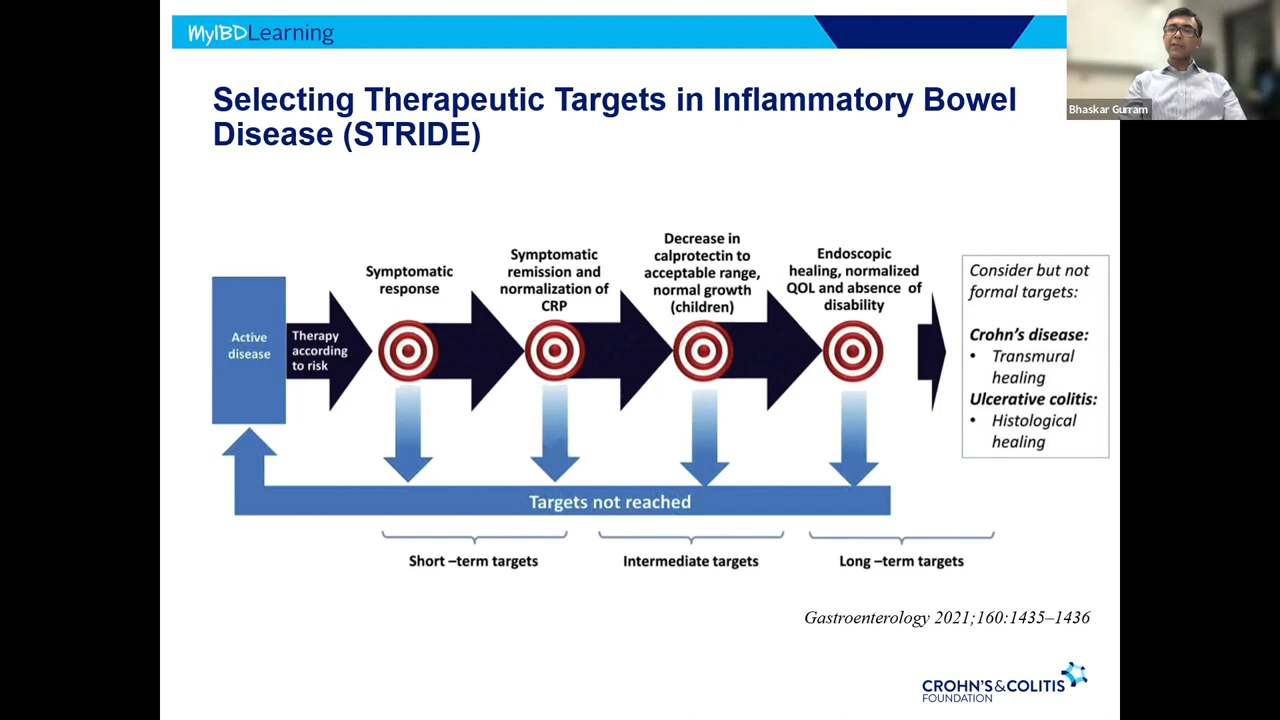 MyIBDLearning
Bhaskar Gurram
Selecting Therapeutic Targets in Inflammatory Bowel
Disease (STRIDE)
Active
disease
Therapy
according
to risk
Symptomatic
response
Symptomatic
remission and
normalization of
CRP
Decrease in
calprotectin to
acceptable range,
normal growth
(children)
Endoscopic
healing, normalized
QOL and absence of
disability
Consider but not
formal targets:
Crohn's disease:
• Transmural
healing
Ulcerative colitis:
• Histological
healing
Targets not reached
Short –term targets
Intermediate targets
Long –term targets
Gastroenterology 2021;160:1435–1436
CROHN'S&COLITIS
FOUNDATION